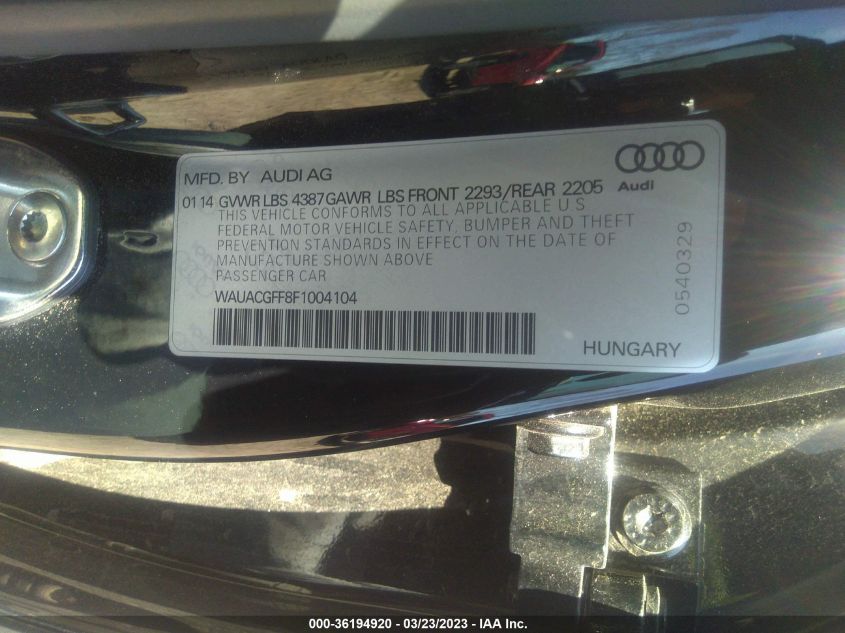 MFD. BY AUDI AG
01 14 GVWR LBS 4387 GAWR LBS FRONT 2293/REAR 2205
THIS VEHICLE CONFORMS TO ALL APPLICABLE U S
FEDERAL MOTOR VEHICLE SAFETY, BUMPER AND THEFT
PREVENTION STANDARDS IN EFFECT ON THE DATE OF
MANUFACTURE SHOWN ABOVE
PASSENGER CAR
WAUACGFF8F1004104
Audi
0540329
HUNGARY
000-36194920 - 03/23/2023 - IAA Inc.